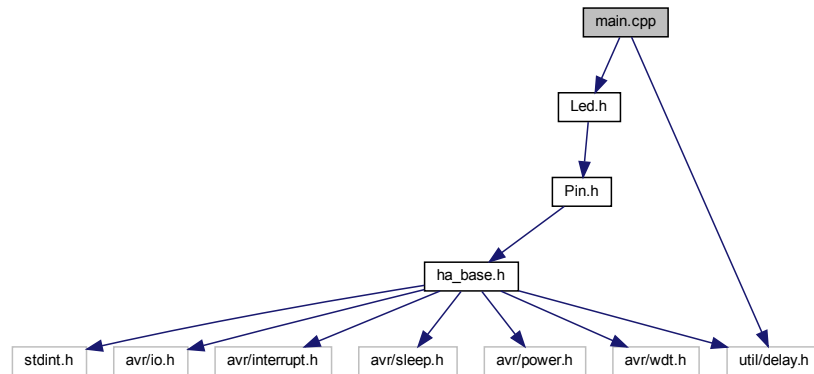 main.cpp
Led.h
Pin.h
ha_base.h
stdint.h avr/io.h avr/interrupt.h avr/sleep.h avr/power.h avr/wdt.h util/delay.h